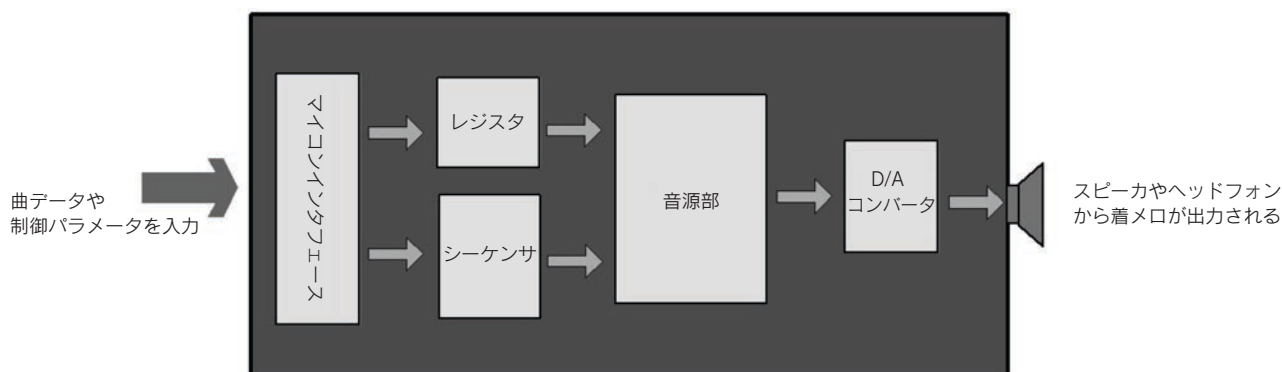 曲データや
制御パラメータを入力
マイコンインタフェース
レジスタ
シーケンサ
音源部
D/A
コンバータ
スピーカやヘッドフォン
から着メロが出力される